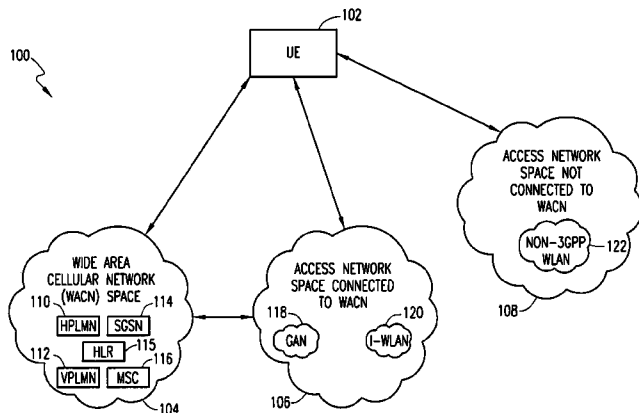 102
UE
100
ACCESS NETWORK
SPACE NOT
CONNECTED TO
WACN
NON-3GPP
WLAN
122
108
WIDE AREA
CELLULAR NETWORK
(WACN) SPACE
110
HPLMN
SGSN
114
HLR
115
112
VPLMN
MSC
116
104
ACCESS NETWORK
SPACE CONNECTED
TO WACN
118
GAN
120
I-WLAN
106